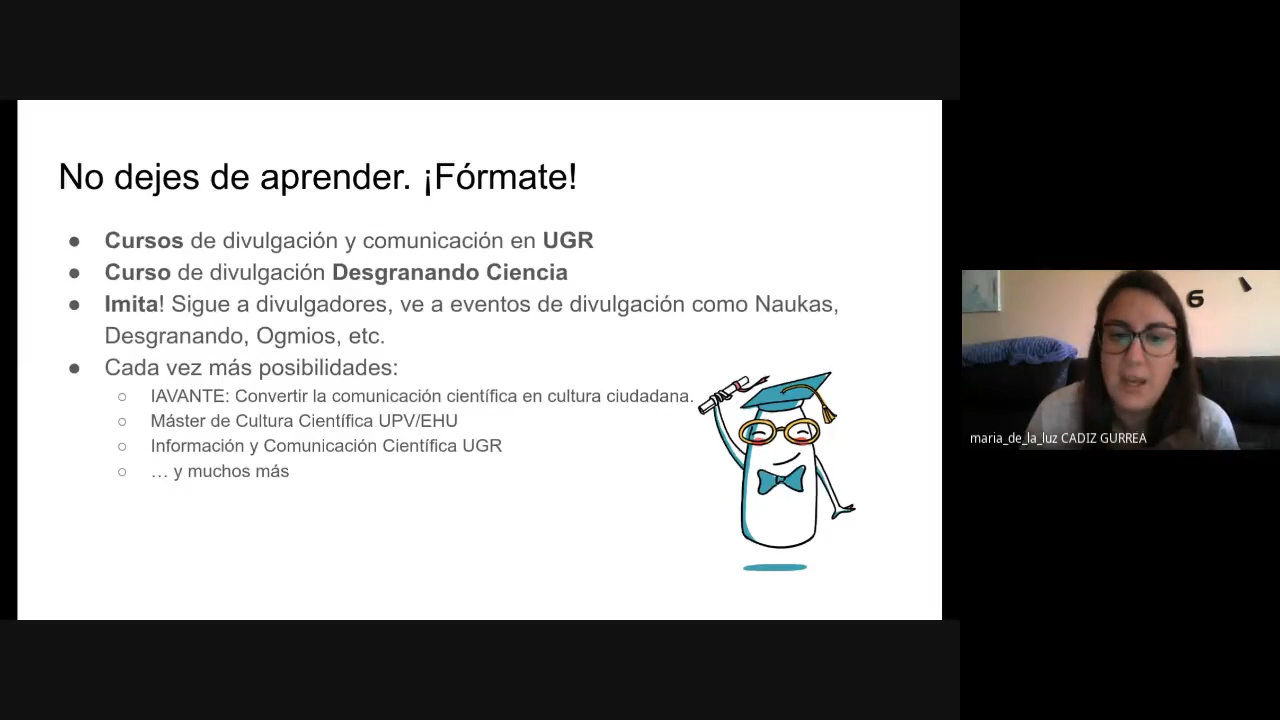 No dejes de aprender. ¡Fórmate!
● Cursos de divulgación y comunicación en UGR
● Curso de divulgación Desgranando Ciencia
● Imita! Sigue a divulgadores, ve a eventos de divulgación como Naukas,
Desgranando, Ogmios, etc.
● Cada vez más posibilidades:
○ IAVANTE: Convertir la comunicación científica en cultura ciudadana.
○ Máster de Cultura Científica UPV/EHU
○ Información y Comunicación Científica UGR
○ … y muchos más
6
maria_de_la_luz CADIZ GURREA